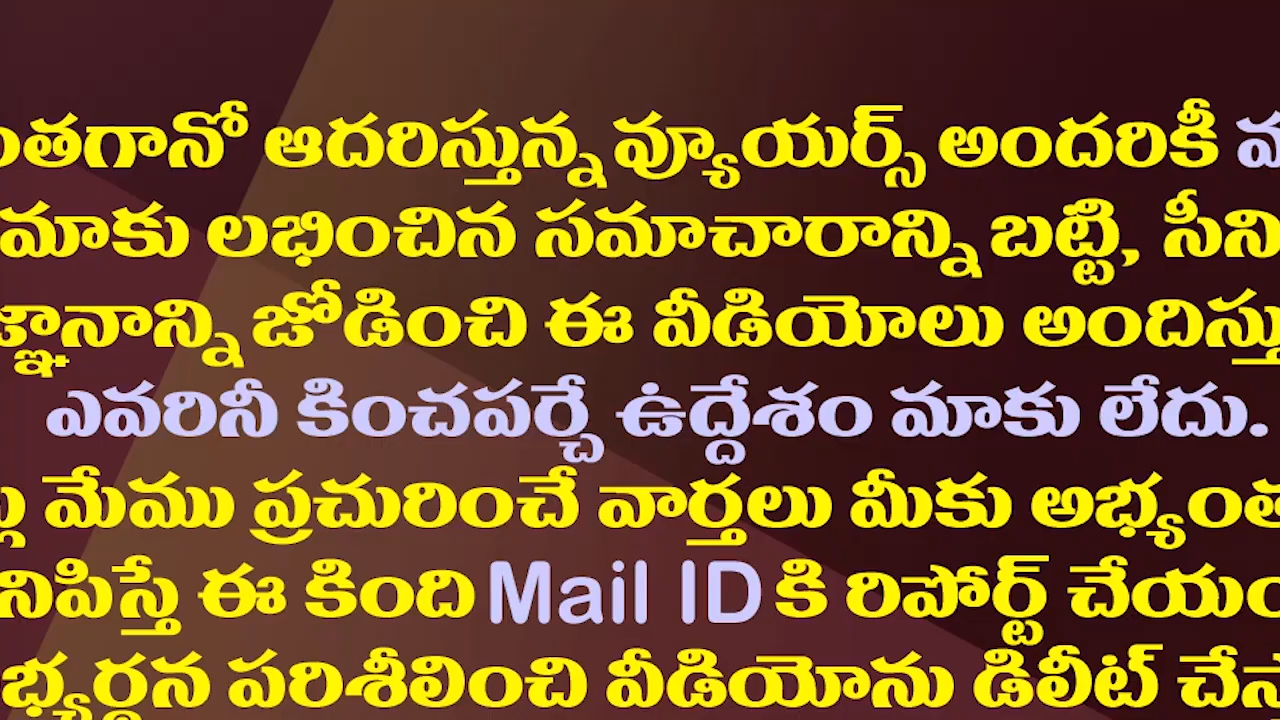 ంతగానో ఆదరిస్తున్న వ్యూయర్స్ అందరికీ
మాకు లభించిన సమాచారాన్ని బట్టి, సీని
జ్ఞానాన్ని జోడించి ఈ వీడియోలు అందిస్తు
ఎవరినీ కించపర్చే ఉద్దేశం మాకు లేదు.
మేము ప్రచురించే వార్తలు మీకు అభ్యంత
నిపిస్తే ఈ కింది Mail ID కి రిపోర్ట్ చేయం
భ్యర్థన పరిశీలించి వీడియోను డిలీట్ చేస